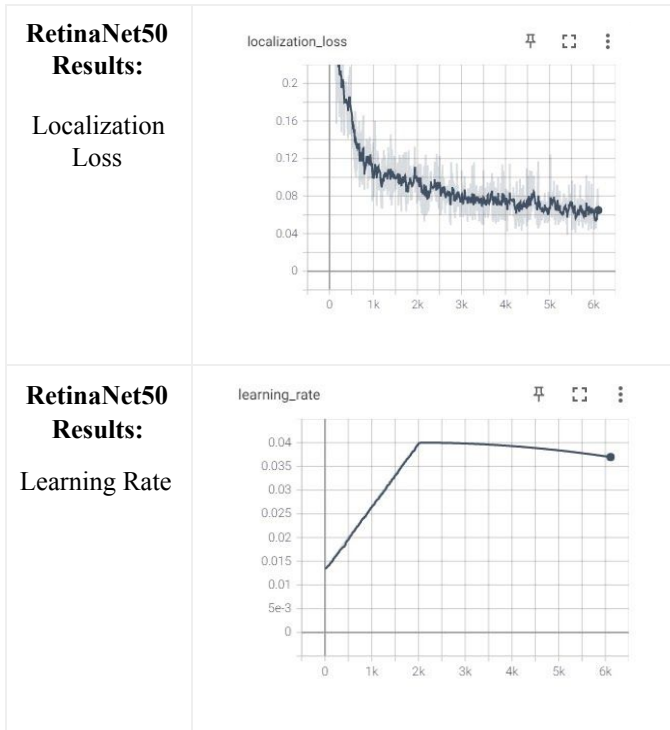 RetinaNet50
Results:
Localization
Loss
localization_loss
0.2
0.16
0.12
0.08
0.04
0
0 1k 2k 3k 4k 5k 6k
RetinaNet50
Results:
Learning Rate
learning_rate
0.04
0.035
0.03
0.025
0.02
0.015
0.01
5e-3
0
0 1k 2k 3k 4k 5k 6k